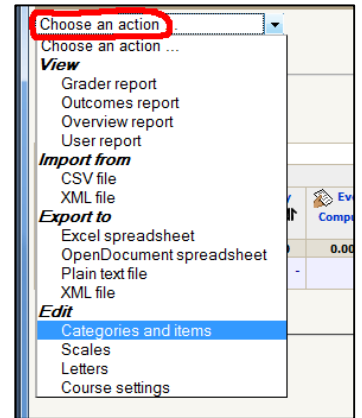 Choose an action ...
Choose an action ...
View
Grader report
Outcomes report
Overview report
User report
Import from
CSV file
XML file
Export to
Excel spreadsheet
OpenDocument spreadsheet
Plain text file
XML file
Edit
Categories and items
Scales
Letters
Course settings
0.00
-